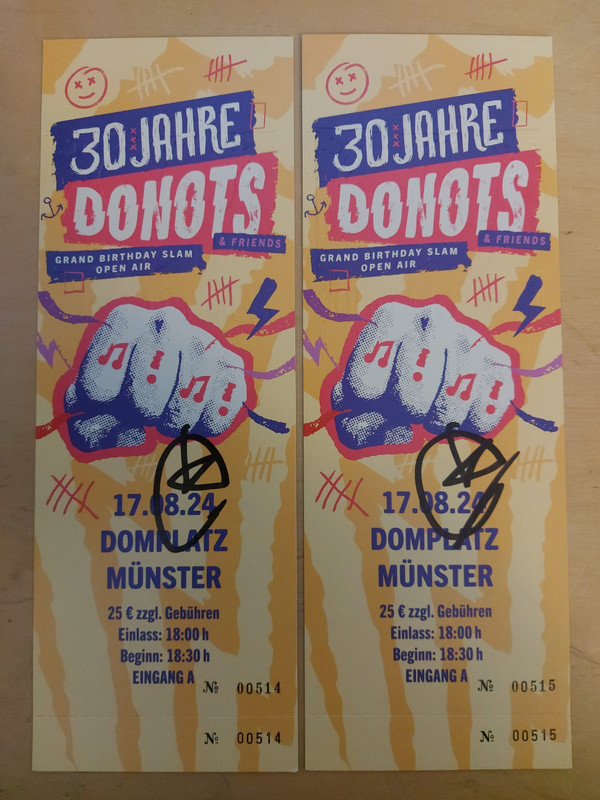 30 JAHRE
DONOTS
& FRIENDS
GRAND BIRTHDAY SLAM
OPEN AIR
17.08.24
DOMPLATZ
MÜNSTER
25 € zzgl. Gebühren
Einlass: 18:00 h
Beginn: 18:30 h
EINGANG A
№ 00514
№ 00514
30 JAHRE
DONOTS
& FRIENDS
GRAND BIRTHDAY SLAM
OPEN AIR
17.08.24
DOMPLATZ
MÜNSTER
25 € zzgl. Gebühren
Einlass: 18:00 h
Beginn: 18:30 h
EINGANG A
№ 00515
№ 00515